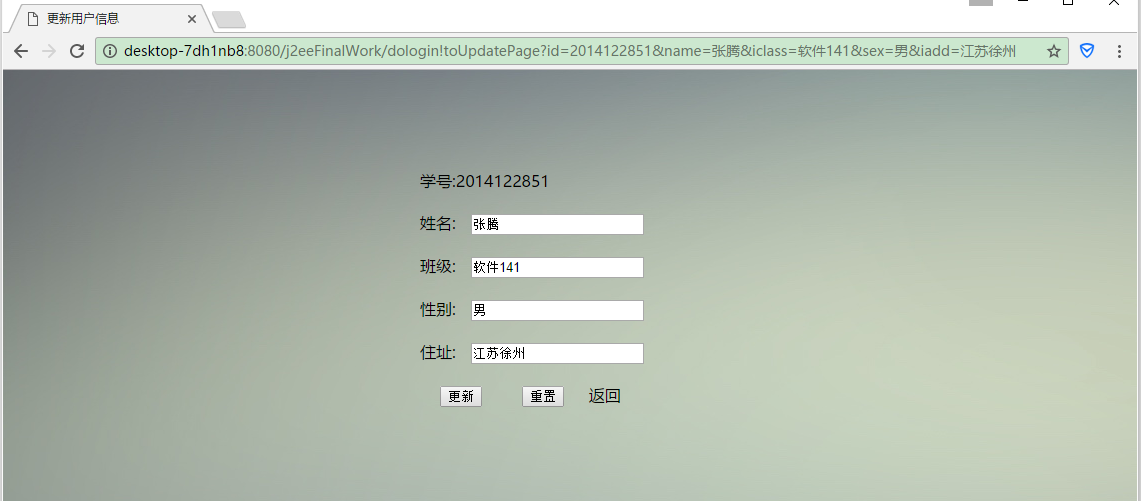 更新用户信息
desktop-7dh1nb8:8080/j2eeFinalWork/dologin!toUpdatePage?id=2014122851&name=张腾&iclass=软件141&sex=男&iadd=江苏徐州
学号:2014122851
姓名: 张腾
班级: 软件141
性别: 男
住址: 江苏徐州
更新 重置 返回